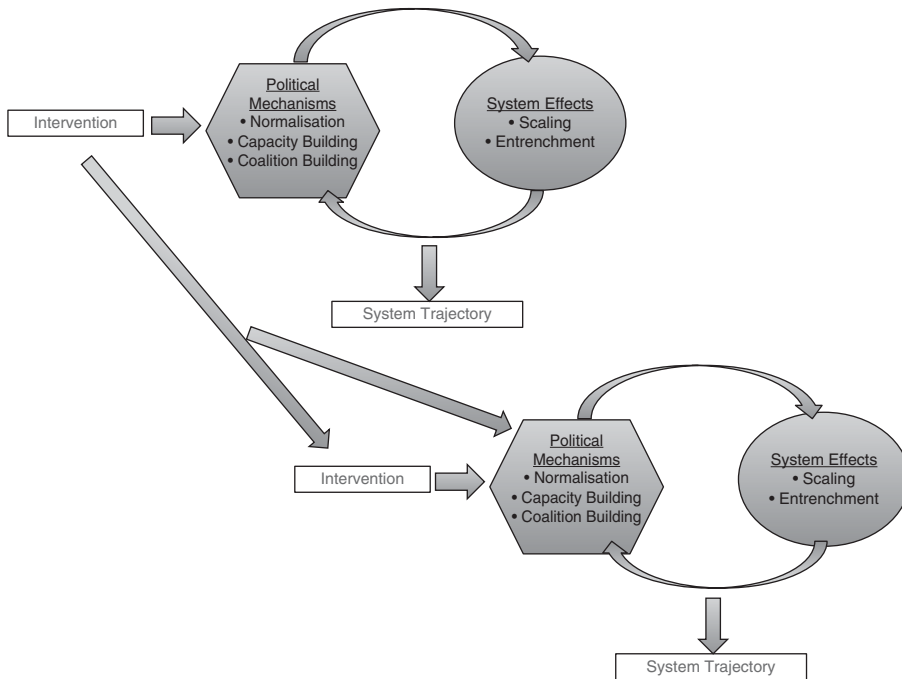 Political
Mechanisms
• Normalisation
• Capacity Building
• Coalition Building
System Effects
• Scaling
• Entrenchment
Intervention
System Trajectory
Political
Mechanisms
• Normalisation
• Capacity Building
• Coalition Building
System Effects
• Scaling
• Entrenchment
Intervention
System Trajectory